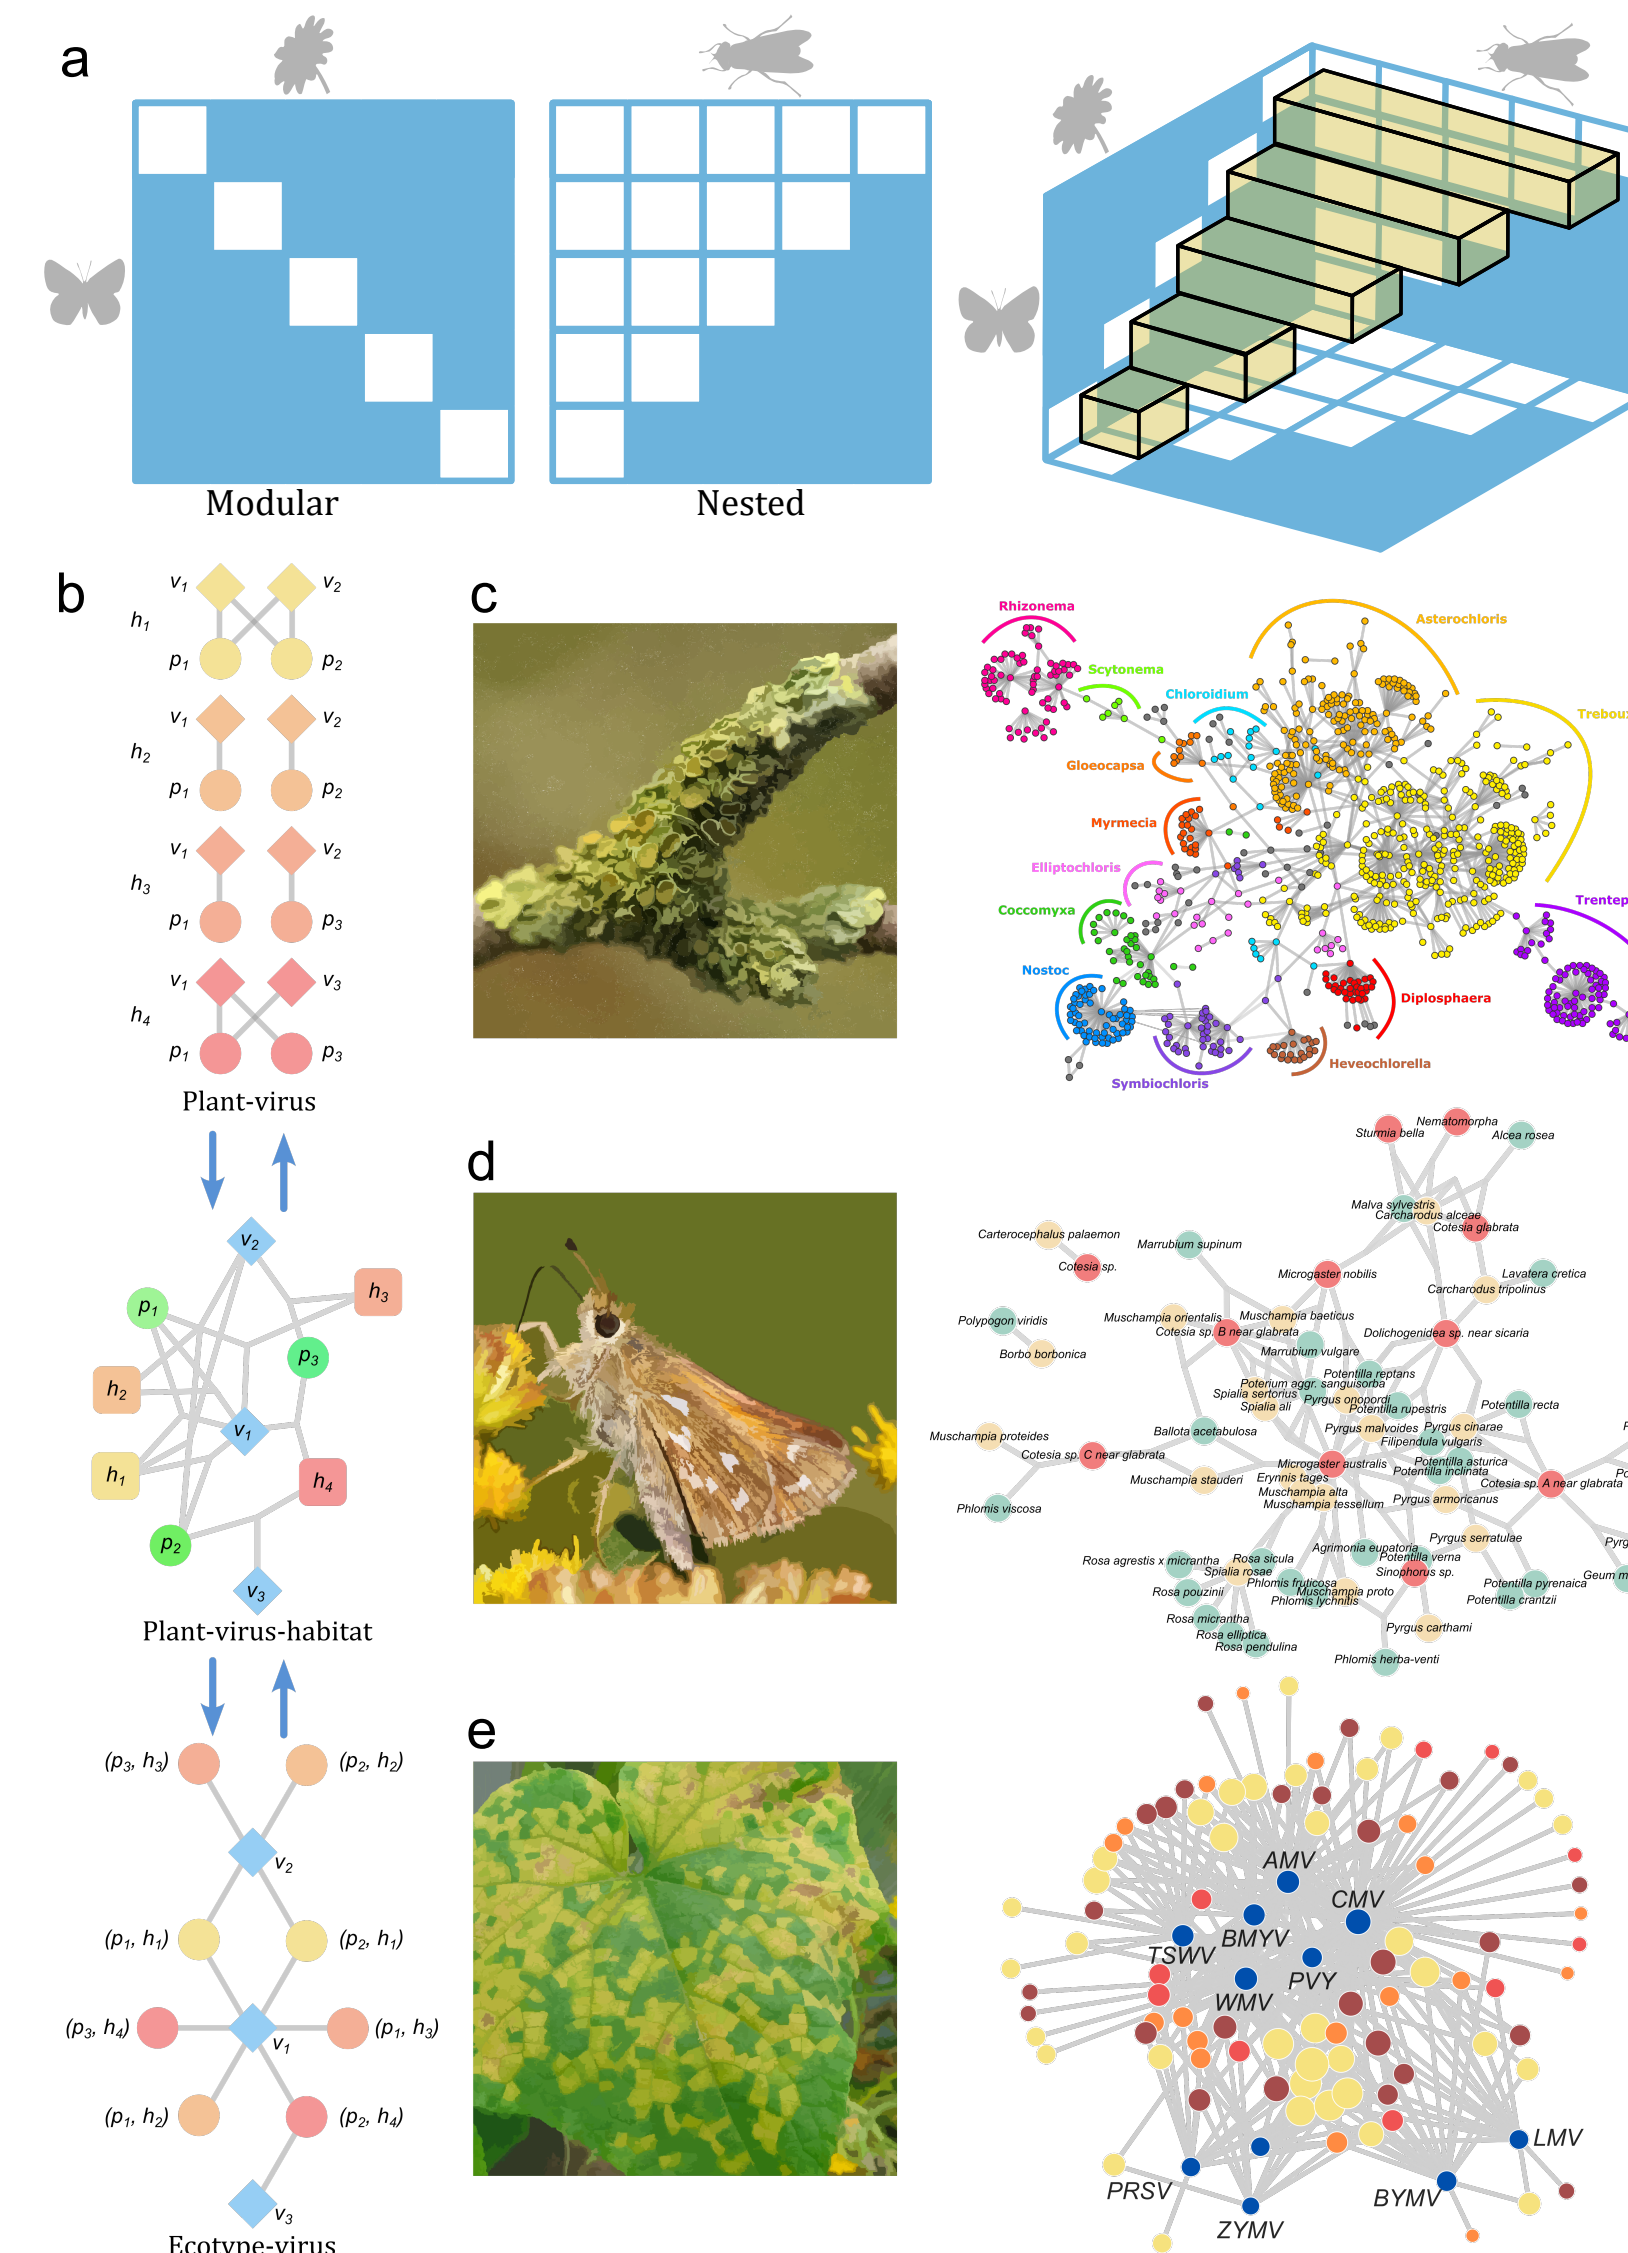 a
Modular
Nested
b
v1
v2
h1
p1
p2
v1
v2
h2
p1
p2
v1
v2
h3
p1
p3
v1
v3
h4
p1
p3
Plant-virus
v2
p1
h3
p3
h2
v1
h1
h4
p2
v3
Plant-virus-habitat
(p3, h3)
(p2, h2)
v2
(p1, h1)
(p2, h1)
(p3, h4)
(p1, h3)
v1
(p1, h2)
(p2, h4)
v3
Ecotype-virus
c
Rhizonema
Asterochloris
Scytonema
Chloroidium
Treboux
Gloeocapsa
Myrmecia
Elliptochloris
Trentep
Coccomyxa
Nostoc
Diplosphaera
Heveochlorella
Symbiochloris
d
Sturmia bella
Nematomorpha
Alcea rosea
Malva sylvestris
Carcharodus alceae
Cotesia glabrata
Carterocephalus palaemon
Marrubium supinum
Cotesia sp.
Microgaster nobilis
Lavatera cretica
Carcharodus tripolinus
Muschampia orientalis
Muschampia baeticus
Polypogon viridis
Cotesia sp. B near glabrata
Dolichogenidea sp. near sicaria
Borbo borbonica
Marrubium vulgare
Potentilla reptans
Poterium aggr. sanguisorba
Spialia sertorius
Pyrgus onopordi
Spialia ali
Potentilla rupestris
Potentilla recta
Ballota acetabulosa
Pyrgus malvoides
Pyrgus cinarae
Muschampia proteides
Filipendula vulgaris
Cotesia sp. C near glabrata
Microgaster australis
Potentilla asturica
Potentilla inclinata
Muschampia stauderi
Erynnis tages
Cotesia sp. A near glabrata
Muschampia alta
Muschampia tessellum
Pyrgus armoricanus
Phlomis viscosa
Pyrgus serratulae
Pyrg
Agrimonia eupatoria
Potentilla verna
Rosa agrestis x micrantha
Rosa sicula
Spialia rosae
Sinophorus sp.
Geum m
Phlomis fruticosa
Potentilla pyrenaica
Rosa pouzinii
Muschampia proto
Phlomis lychnitis
Potentilla crantzii
Rosa micrantha
Pyrgus carthami
Rosa elliptica
Rosa pendulina
Phlomis herba-venti
e
AMV
CMV
BMYV
TSWV
PVY
WMV
LMV
PRSV
BYMV
ZYMV